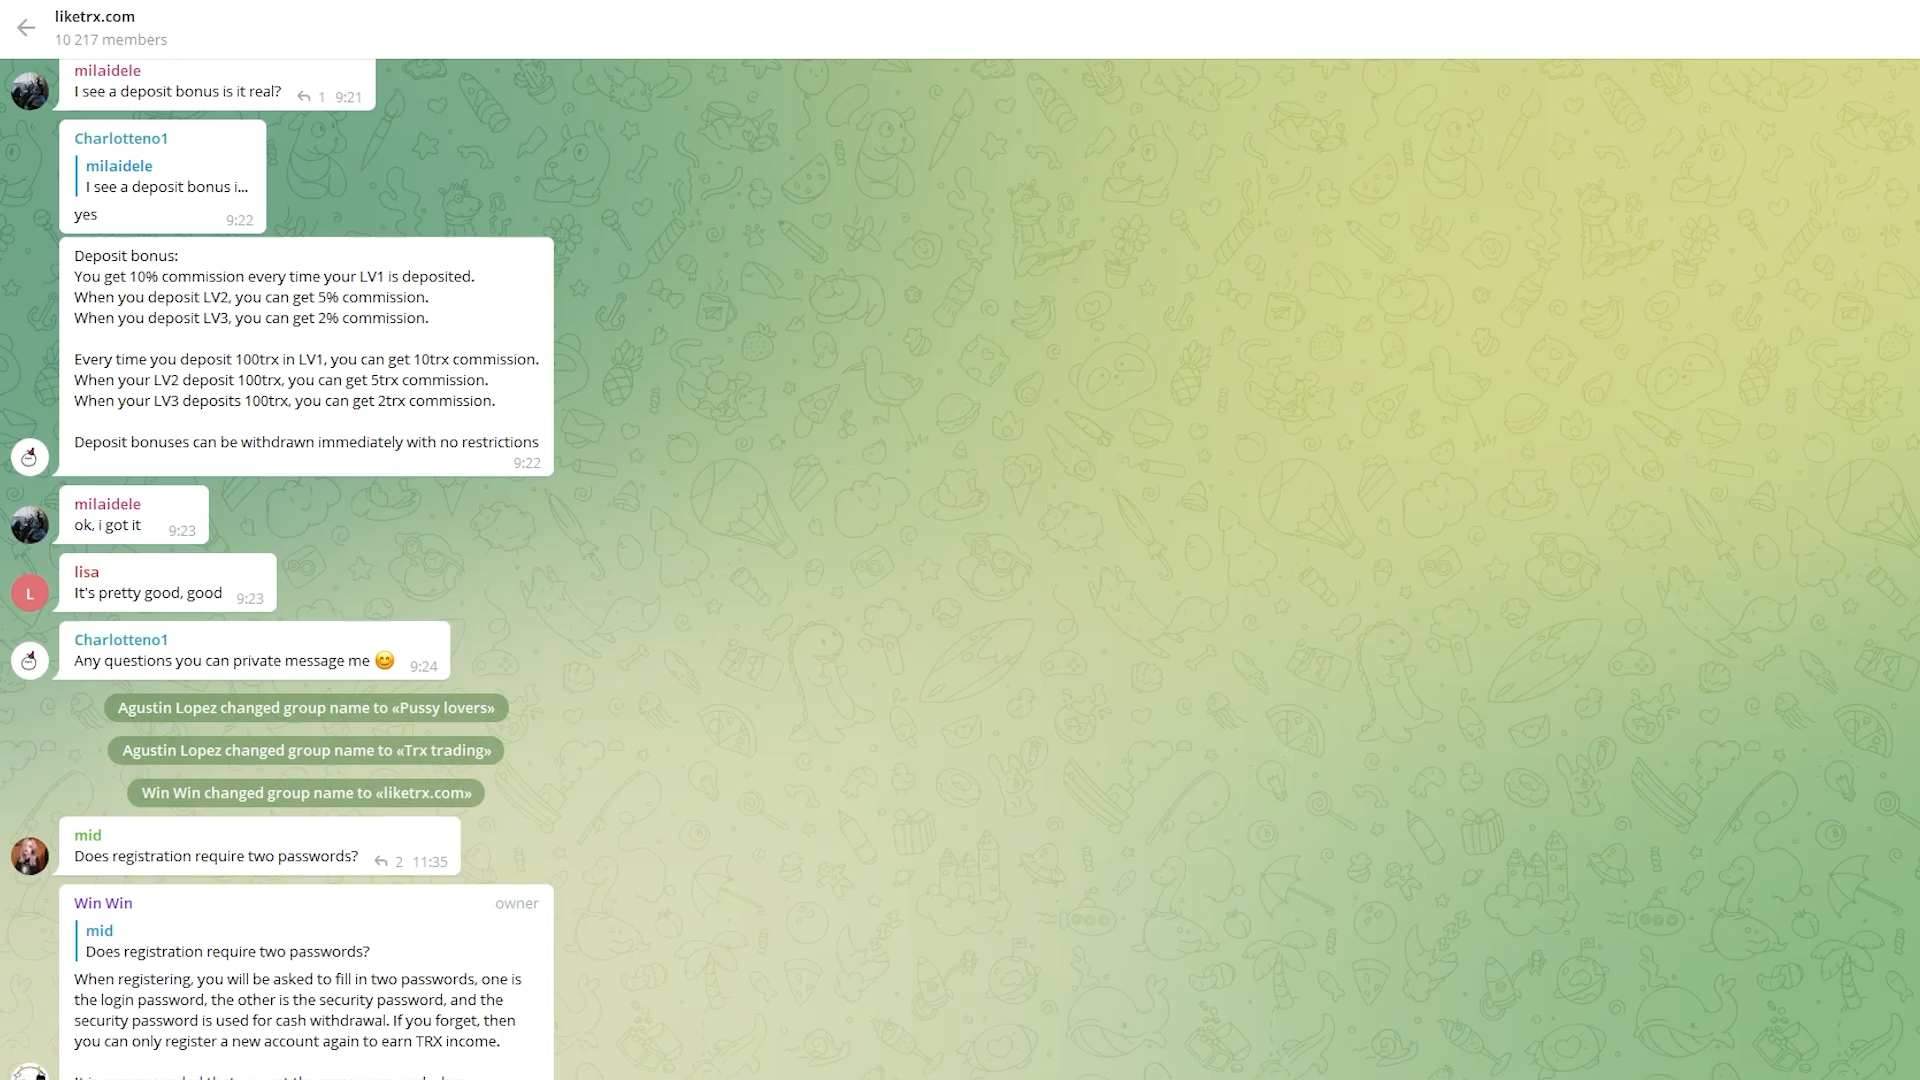 liketrx.com
10 217 members
milaidele
I see a deposit bonus is it real?
1 9:21
Charlotteno1
milaidele
I see a deposit bonus i...
yes
9:22
Deposit bonus:
You get 10% commission every time your LV1 is deposited.
When you deposit LV2, you can get 5% commission.
When you deposit LV3, you can get 2% commission.
Every time you deposit 100trx in LV1, you can get 10trx commission.
When your LV2 deposit 100trx, you can get 5trx commission.
When your LV3 deposits 100trx, you can get 2trx commission.
Deposit bonuses can be withdrawn immediately with no restrictions
9:22
milaidele
ok, i got it
9:23
L
lisa
It's pretty good, good
9:23
Charlotteno1
Any questions you can private message me 😊
9:24
Agustin Lopez changed group name to «Pussy lovers»
Agustin Lopez changed group name to «Trx trading»
Win Win changed group name to «liketrx.com»
mid
Does registration require two passwords?
2 11:35
Win Win owner
mid
Does registration require two passwords?
When registering, you will be asked to fill in two passwords, one is
the login password, the other is the security password, and the
security password is used for cash withdrawal. If you forget, then
you can only register a new account again to earn TRX income.